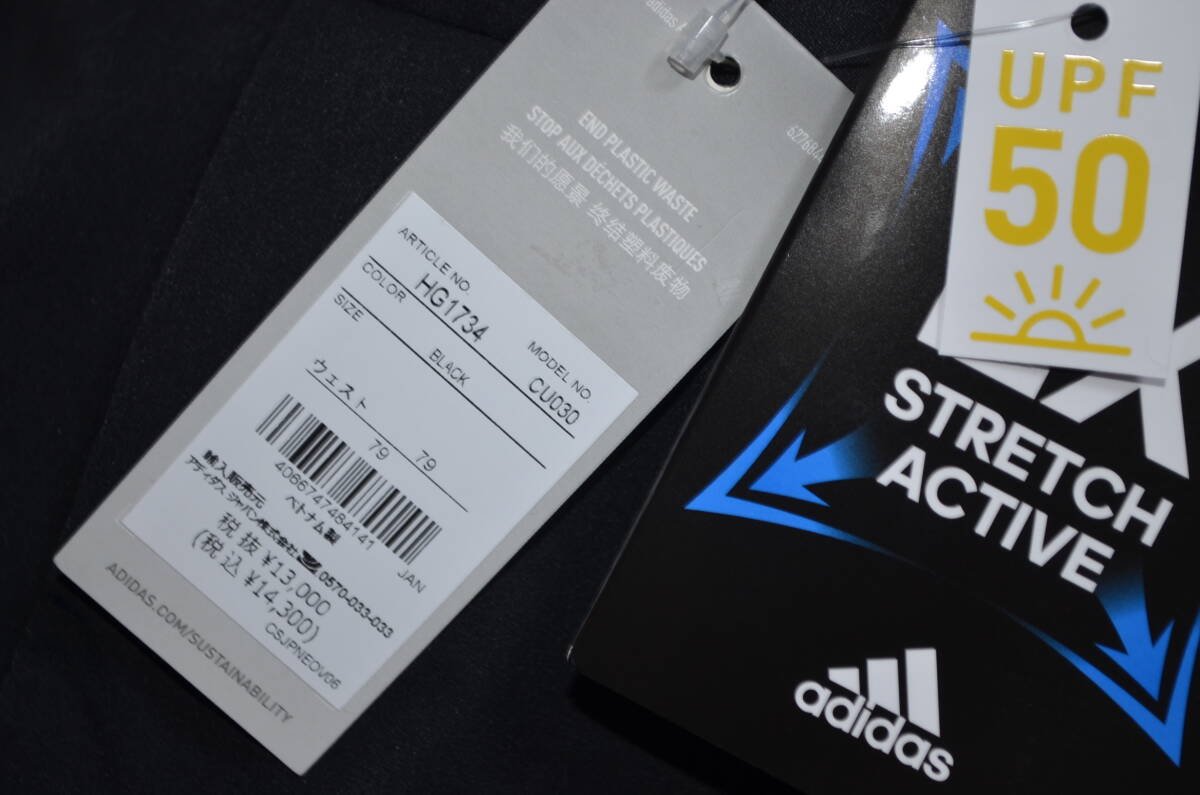 END PLASTIC WASTE
STOP AUX DÉCHETS PLASTIQUES
我们的愿景 终结塑料废物
ARTICLE NO.
MODEL NO.
HG1734
CU030
COLOR
BLACK
SIZE
ウェスト
79
79
4066747484141
JAN
輸入販売元
ベトナム製
アディダス ジャパン株式会社
0570-033-033
税抜 ¥13,000
(税込 ¥14,300)
CSJPNEOV06
ADIDAS.COM/SUSTAINABILITY
UPF
50
STRETCH
ACTIVE
adidas